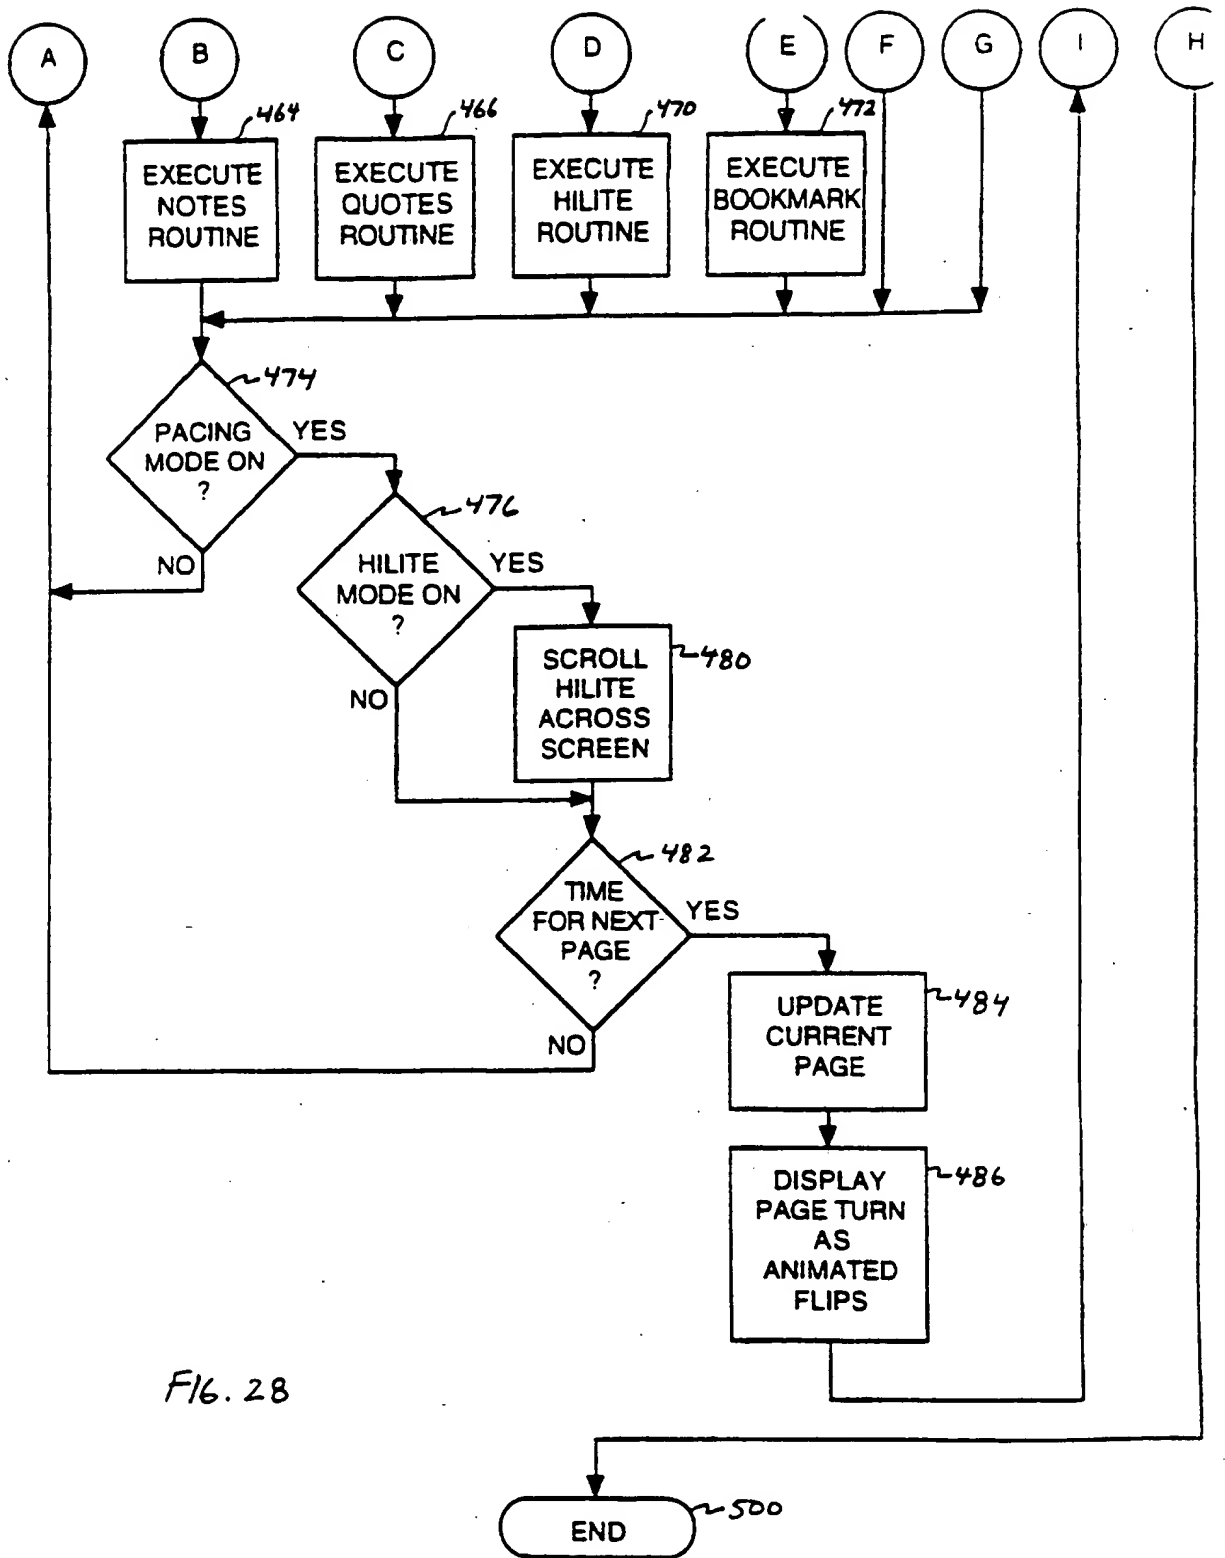 A
B
C
D
E
F
G
I
H
464
466
470
472
EXECUTE
NOTES
ROUTINE
EXECUTE
QUOTES
ROUTINE
EXECUTE
HILITE
ROUTINE
EXECUTE
BOOKMARK
ROUTINE
474
PACING
MODE ON
?
YES
NO
476
HILITE
MODE ON
?
YES
NO
480
SCROLL
HILITE
ACROSS
SCREEN
482
TIME
FOR NEXT
PAGE
?
YES
NO
484
UPDATE
CURRENT
PAGE
486
DISPLAY
PAGE TURN
AS
ANIMATED
FLIPS
FIG. 28
500
END